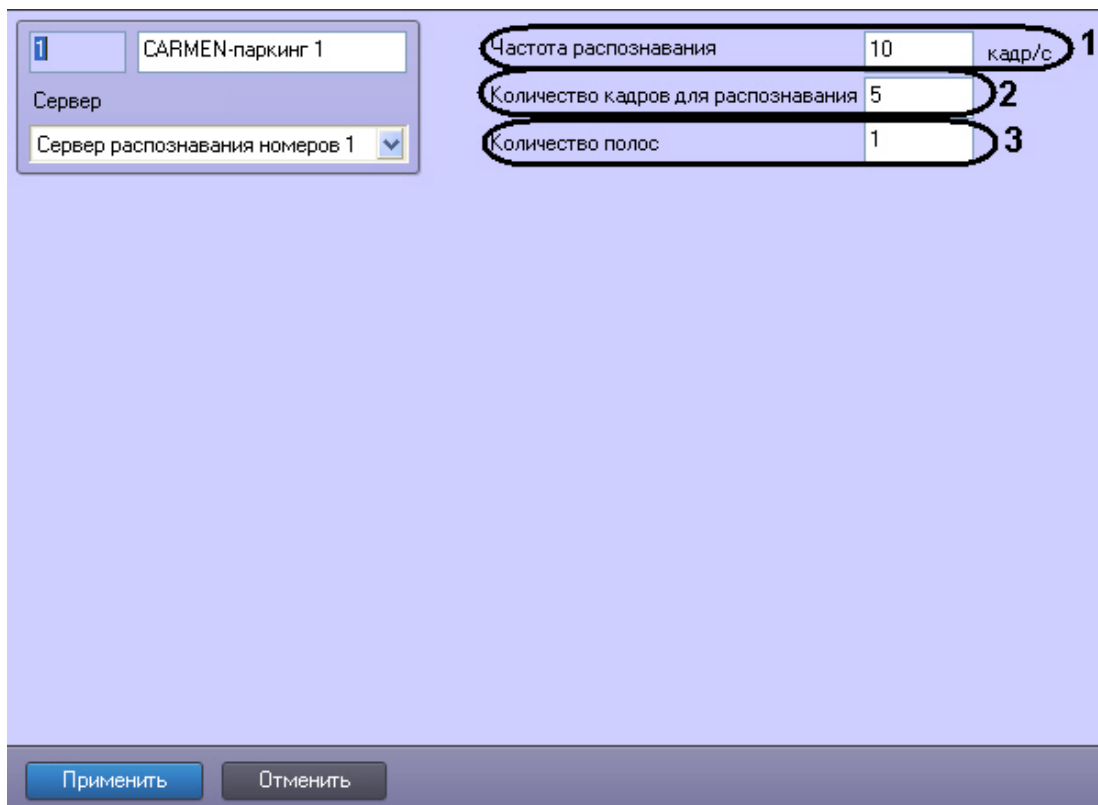 1 CARMEN-паркинг 1
Сервер
Сервер распознавания номеров 1
Частота распознавания 10 кадр/с 1
Количество кадров для распознавания 5 2
Количество полос 1 3
Применить Отменить